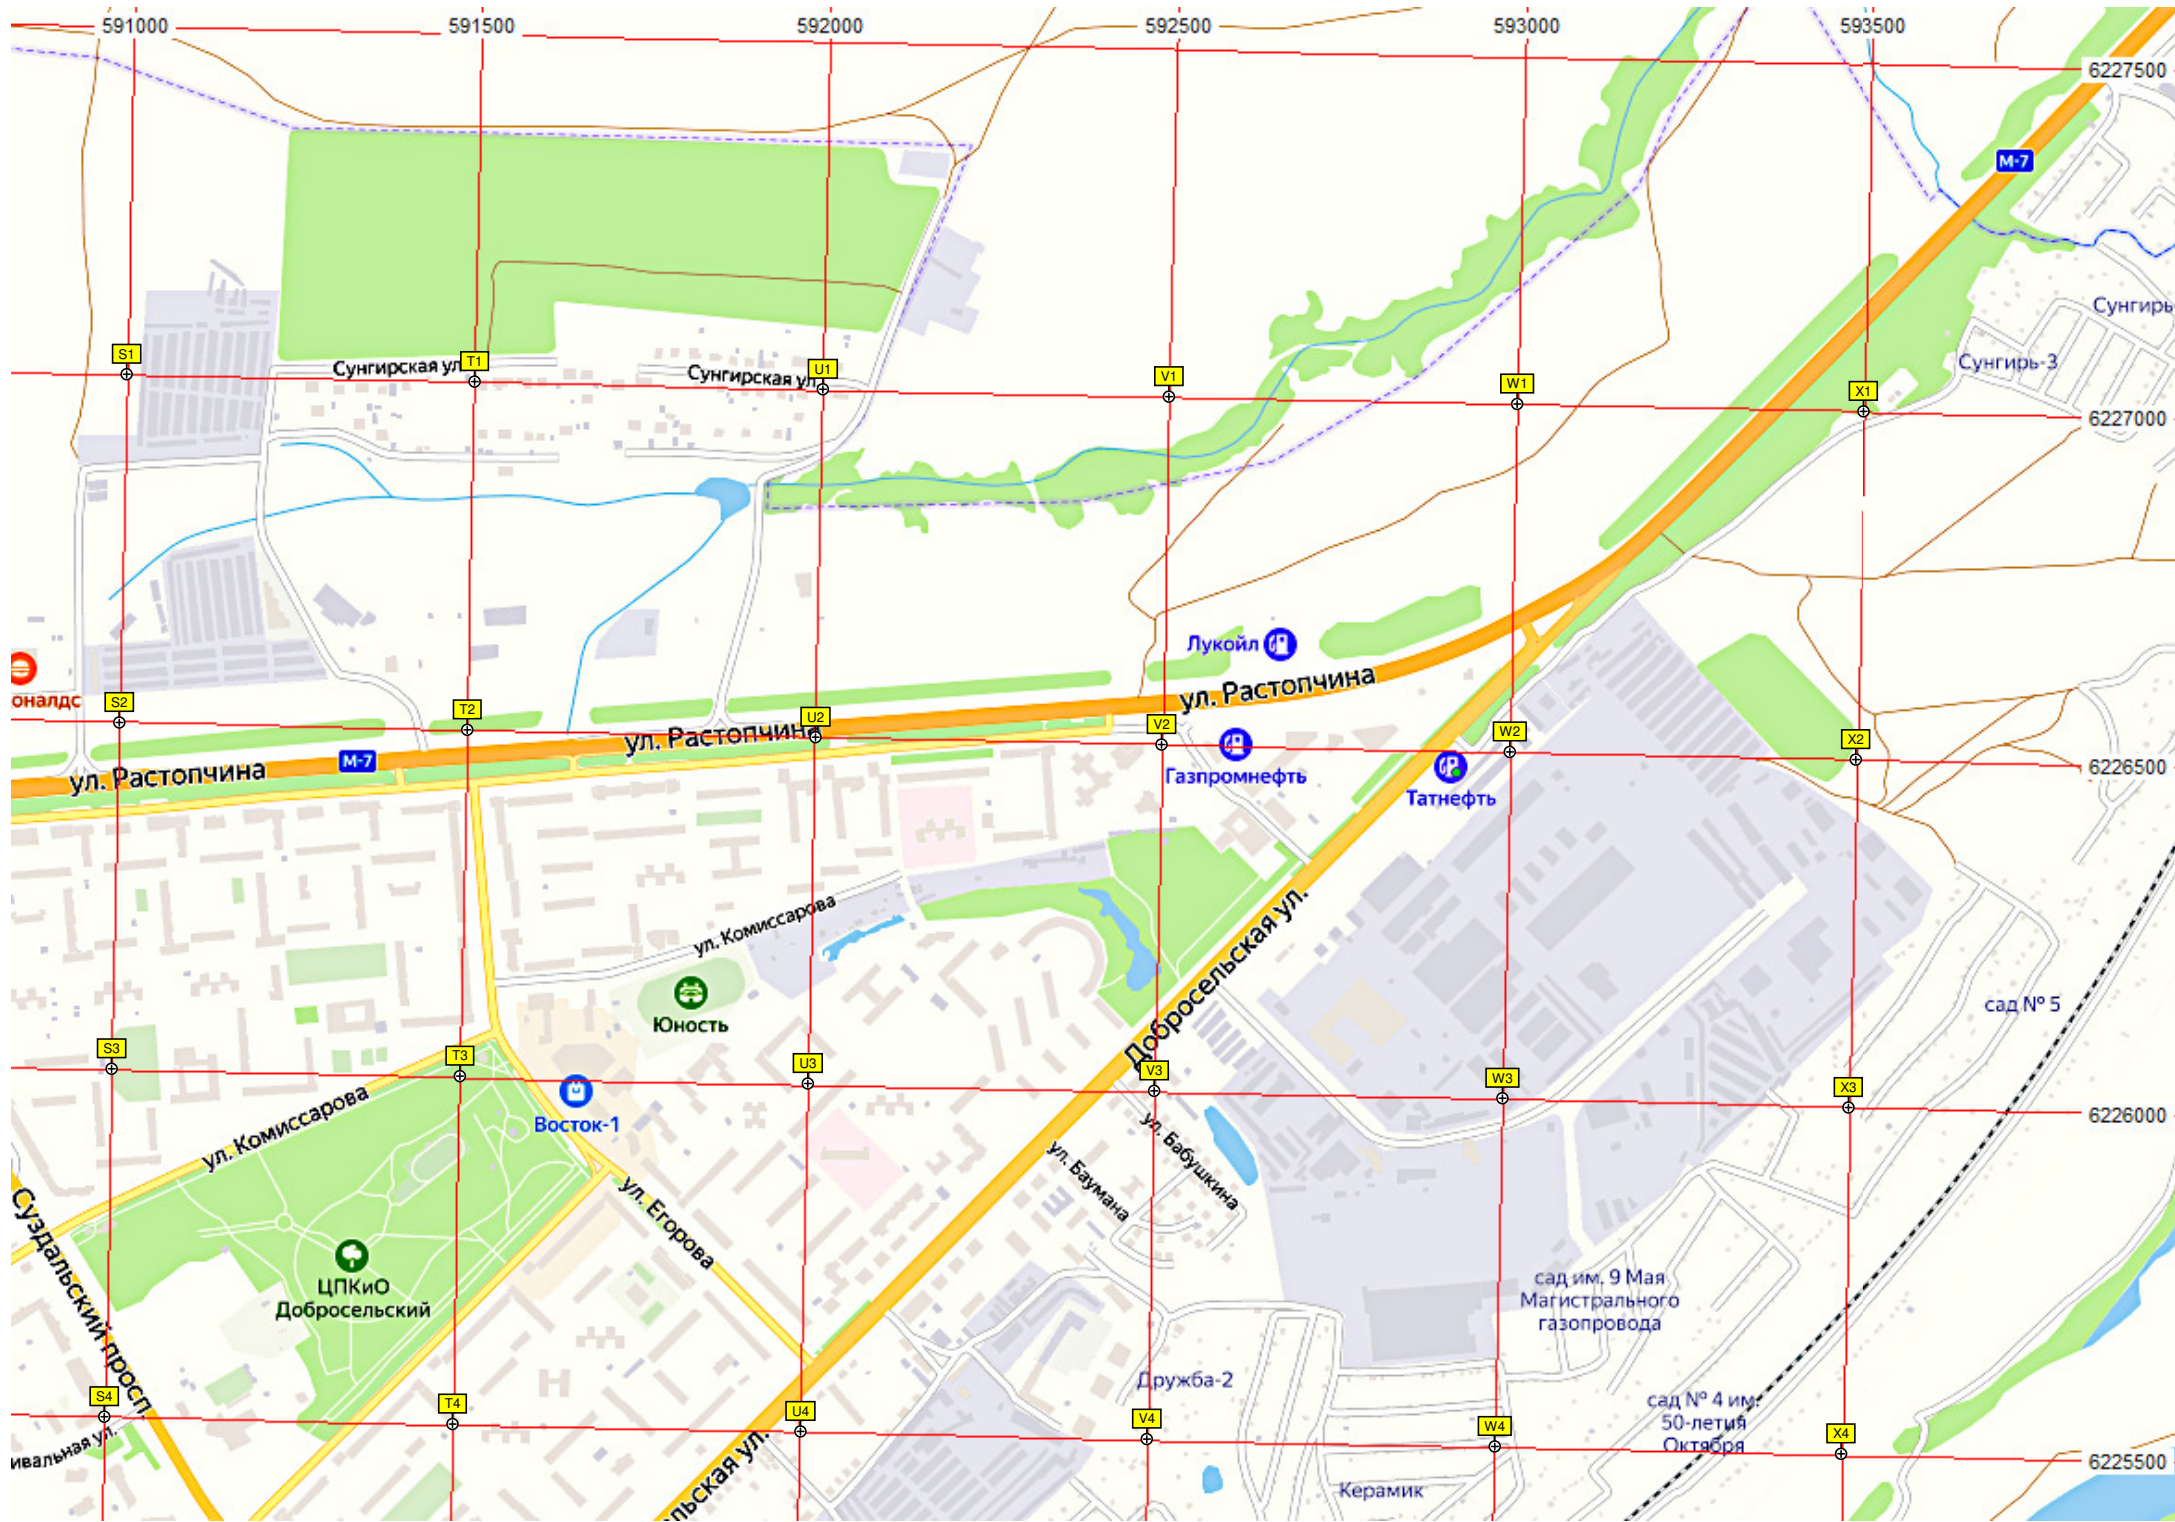 591000 591500 592000 592500 593000 593500
6227500
М-7
Сунгирь
S1 Сунгирская ул. T1 Сунгирская ул. U1 V1 W1 X1
Сунгирь-3
6227000
Лукойл
оналдс
ул. Растопчина
S2 T2 U2 V2 W2 X2
ул. Растопчина
М-7
ул. Растопчина
Газпромнефть
Татнефть
6226500
ул. Комиссарова
Добросельская ул.
Юность
сад № 5
S3 T3 U3 V3 W3 X3
6226000
ул. Комиссарова
Восток-1
ул. Бабушкина
ул. Баумана
ул. Егорова
Суздальский просп.
ЦПКиО
Добросельский
сад им. 9 Мая
Магистрального
газопровода
Дружба-2
сад № 4 им.
50-летия
Октября
S4 T4 U4 V4 W4 X4
ивальная ул.
6225500
ельская ул.
Керамик